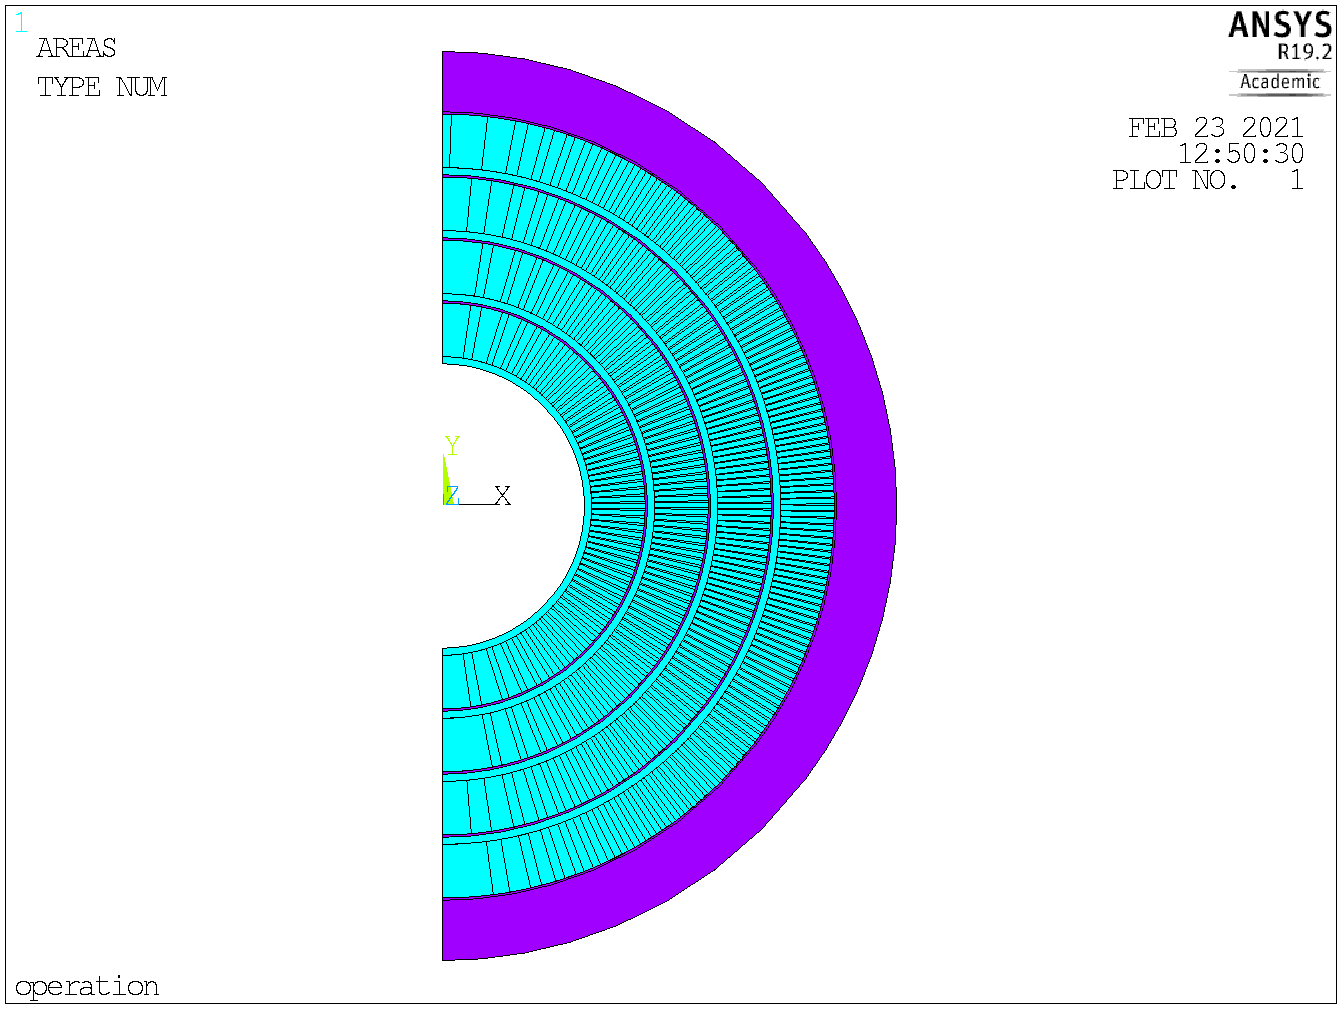 1
AREAS
TYPE NUM
ANSYS
R19.2
Academic
FEB 23 2021
12:50:30
PLOT NO. 1
Y
Z X
operation